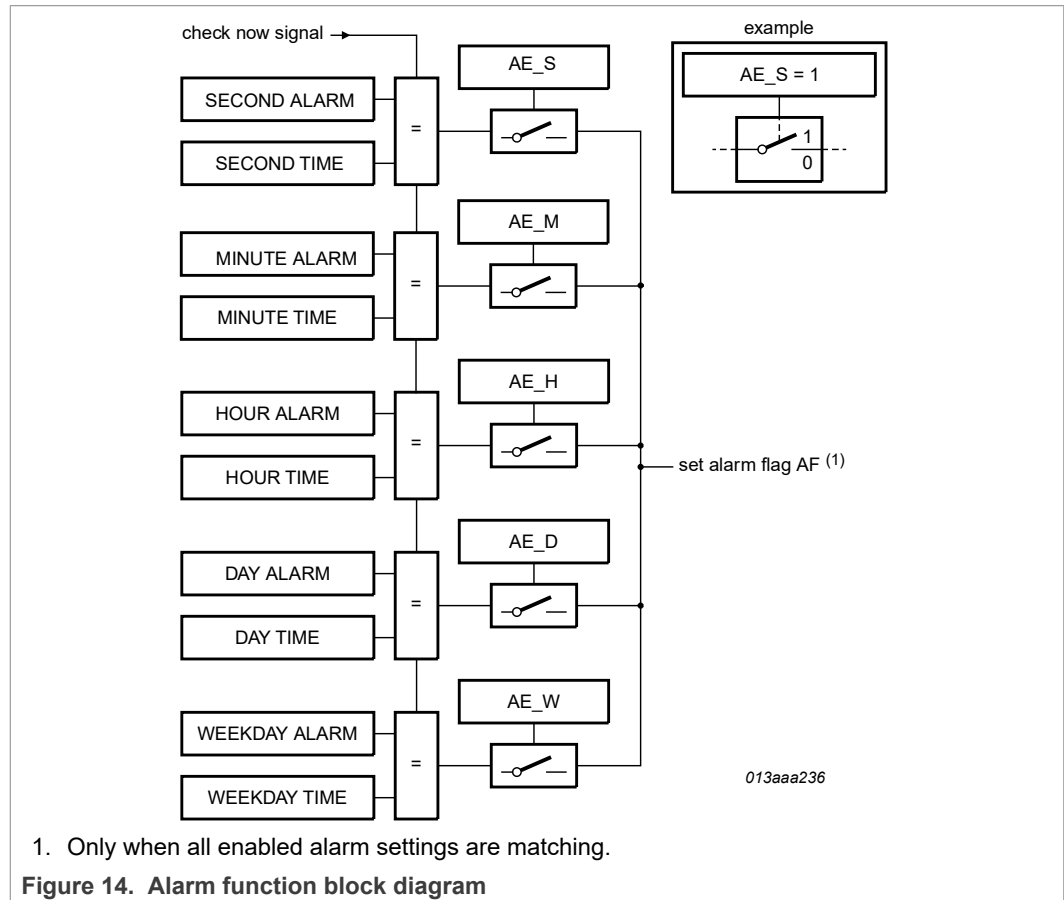 check now signal
example
AE_S
AE_S = 1
SECOND ALARM
=
1
0
SECOND TIME
AE_M
MINUTE ALARM
=
MINUTE TIME
AE_H
HOUR ALARM
=
set alarm flag AF (1)
HOUR TIME
AE_D
DAY ALARM
=
DAY TIME
AE_W
WEEKDAY ALARM
=
WEEKDAY TIME
013aaa236
1. Only when all enabled alarm settings are matching.
Figure 14. Alarm function block diagram